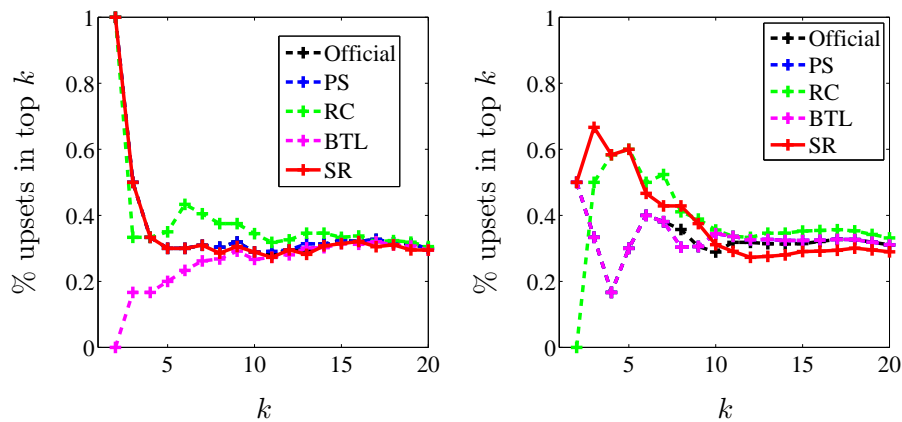 % upsets in top k
1
0.8
0.6
0.4
0.2
0
5
10
15
20
k
Official
PS
RC
BTL
SR
% upsets in top k
1
0.8
0.6
0.4
0.2
0
5
10
15
20
k
Official
PS
RC
BTL
SR